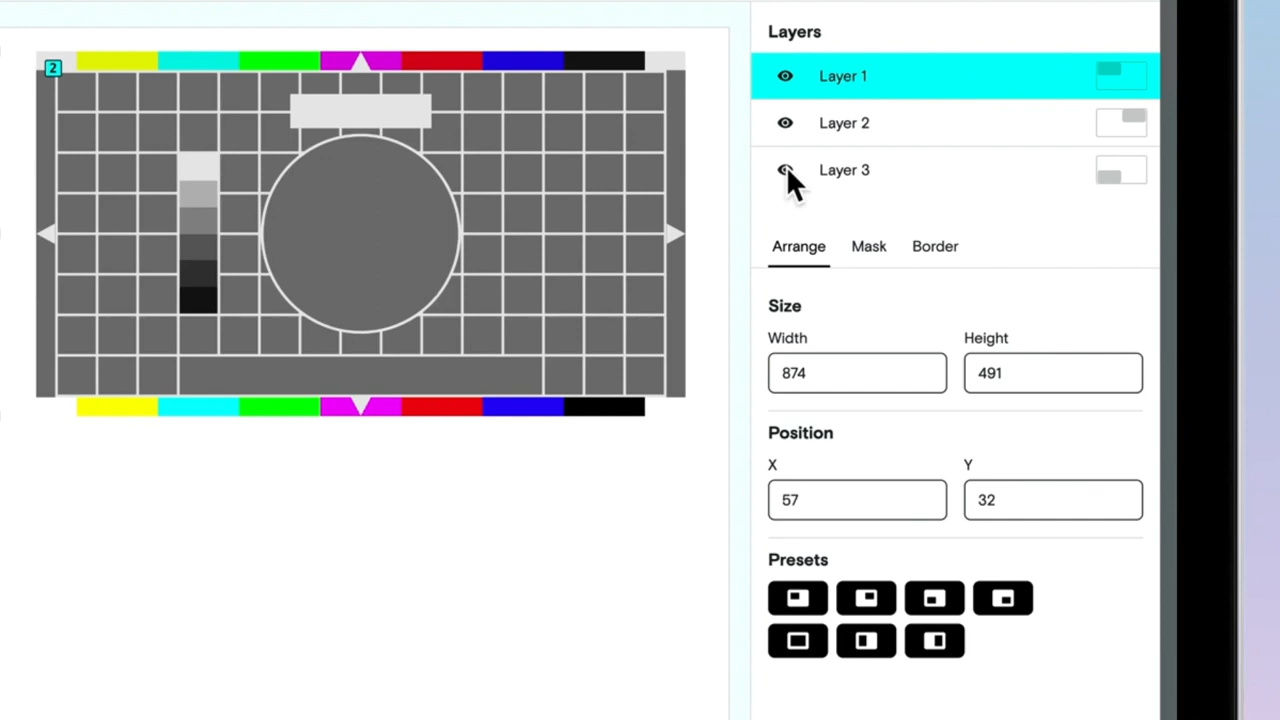 2
Layers
Layer 1
Layer 2
Layer 3
Arrange Mask Border
Size
Width Height
874 491
Position
X Y
57 32
Presets